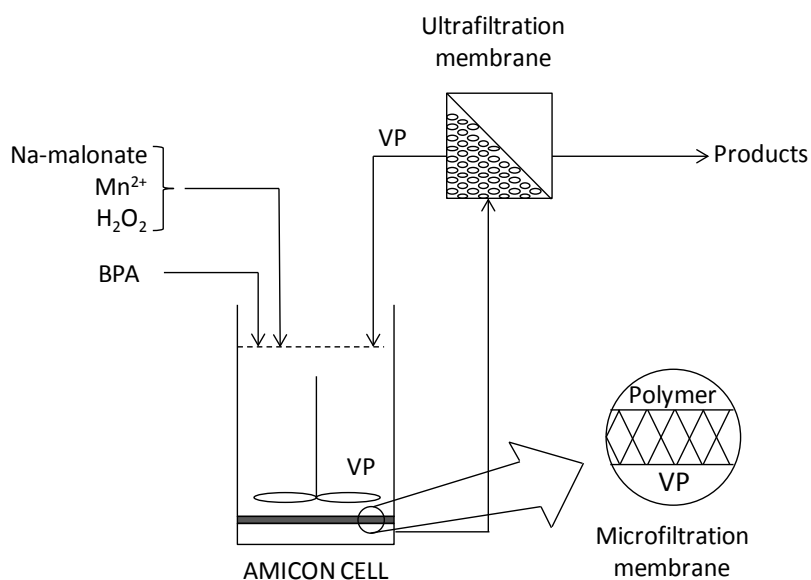 Ultrafiltration
membrane
VP
Products
Na-malonate
Mn²⁺
H₂O₂
BPA
VP
Polymer
VP
Microfiltration
membrane
AMICON CELL